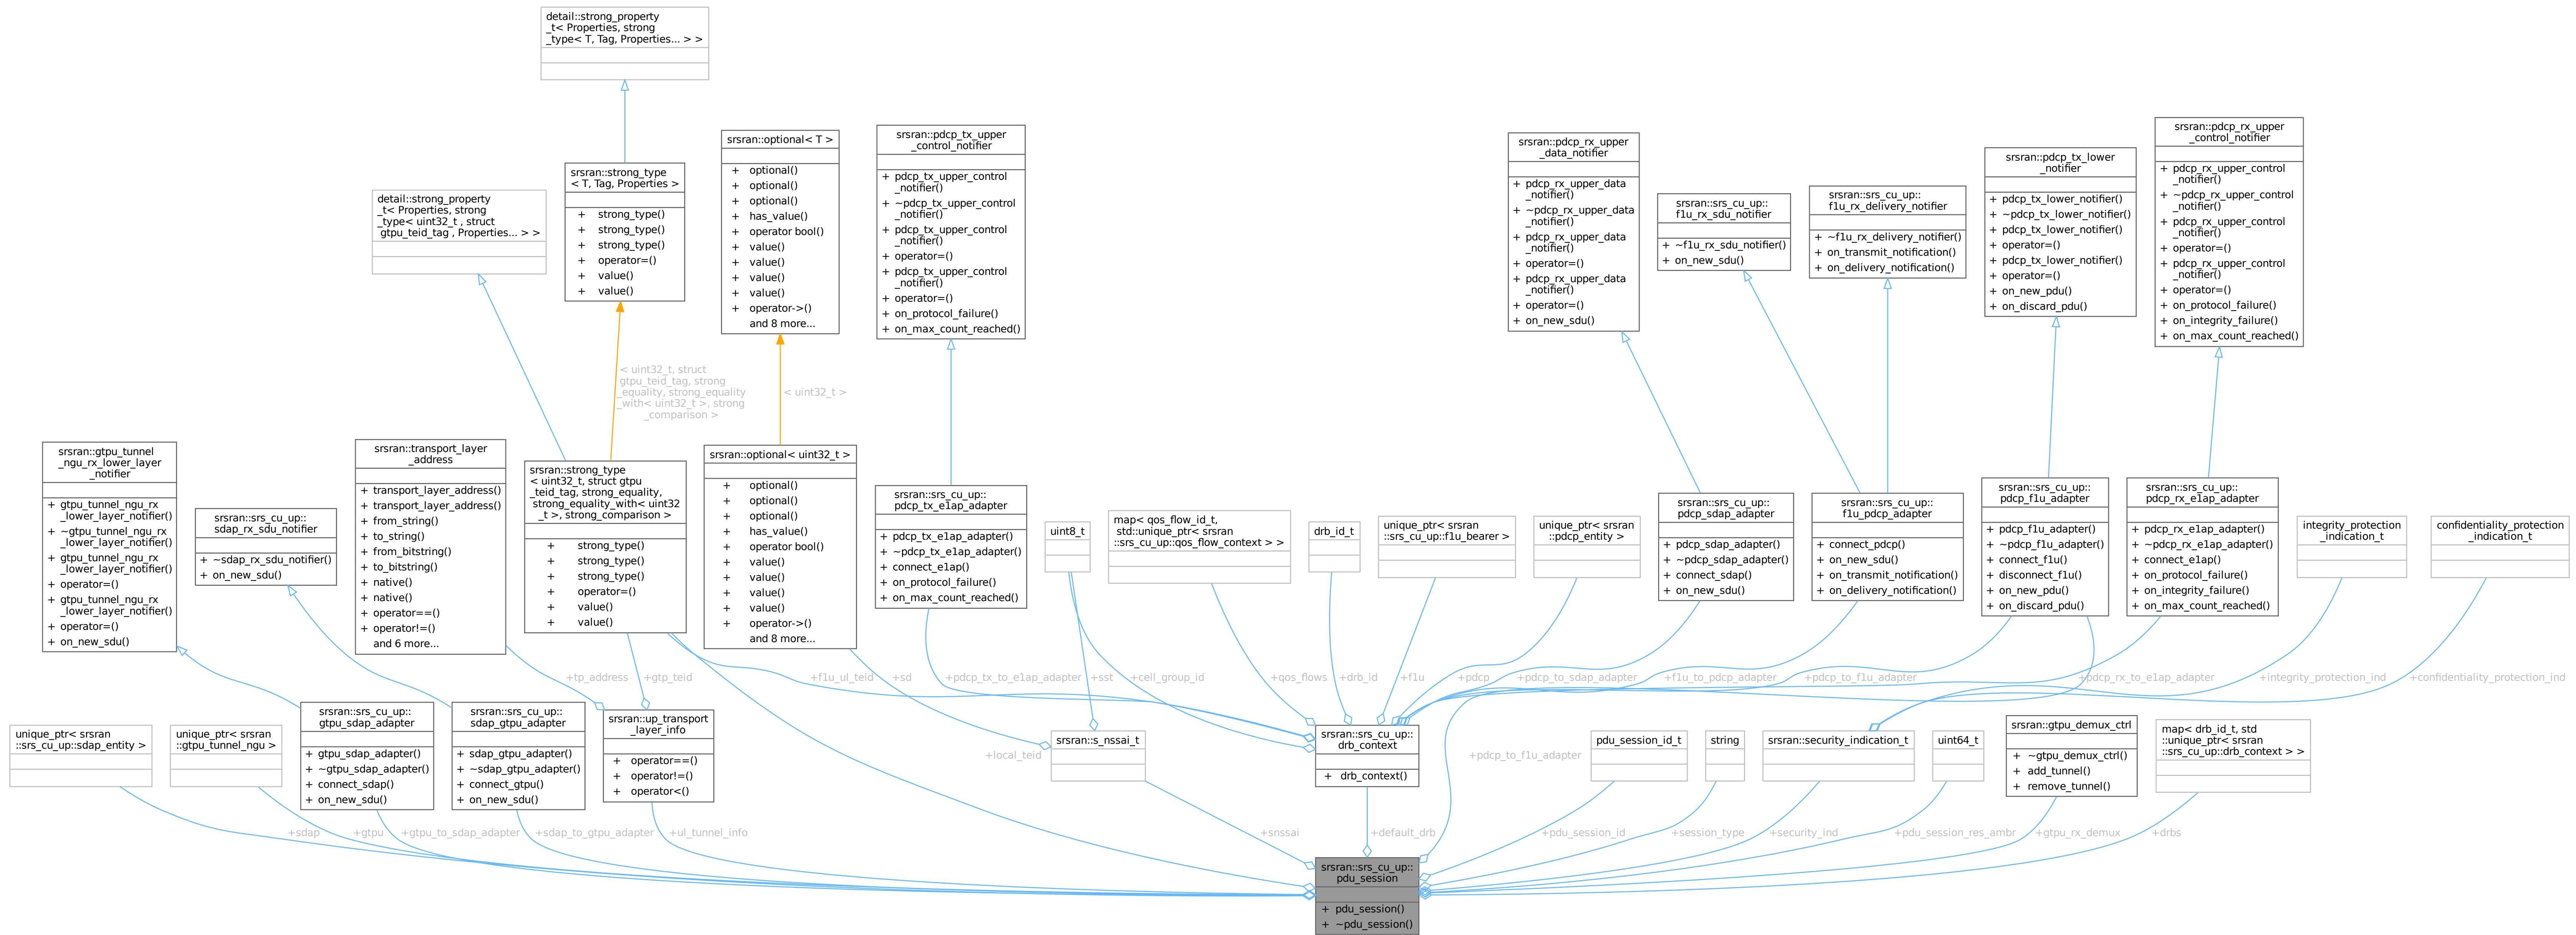 detail::strong_property
_t< Properties, strong
_type< T, Tag, Properties... > >
srsran::strong_type
< T, Tag, Properties >
+ strong_type()
+ strong_type()
+ strong_type()
+ operator=()
+ value()
+ value()
detail::strong_property
_t< Properties, strong
_type< uint32_t , struct
gtpu_teid_tag , Properties... > >
srsran::optional< T >
+ optional()
+ optional()
+ optional()
+ has_value()
+ operator bool()
+ value()
+ value()
+ value()
+ value()
+ operator->()
and 8 more...
srsran::pdcp_tx_upper
_control_notifier
+ pdcp_tx_upper_control
_notifier()
+ ~pdcp_tx_upper_control
_notifier()
+ pdcp_tx_upper_control
_notifier()
+ operator=()
+ pdcp_tx_upper_control
_notifier()
+ operator=()
+ on_protocol_failure()
+ on_max_count_reached()
srsran::pdcp_rx_upper
_data_notifier
+ pdcp_rx_upper_data
_notifier()
+ ~pdcp_rx_upper_data
_notifier()
+ pdcp_rx_upper_data
_notifier()
+ operator=()
+ pdcp_rx_upper_data
_notifier()
+ operator=()
+ on_new_sdu()
srsran::srs_cu_up::
f1u_rx_sdu_notifier
+ ~f1u_rx_sdu_notifier()
+ on_new_sdu()
srsran::srs_cu_up::
f1u_rx_delivery_notifier
+ ~f1u_rx_delivery_notifier()
+ on_transmit_notification()
+ on_delivery_notification()
srsran::pdcp_tx_lower
_notifier
+ pdcp_tx_lower_notifier()
+ ~pdcp_tx_lower_notifier()
+ pdcp_tx_lower_notifier()
+ operator=()
+ pdcp_tx_lower_notifier()
+ operator=()
+ on_new_pdu()
+ on_discard_pdu()
srsran::pdcp_rx_upper
_control_notifier
+ pdcp_rx_upper_control
_notifier()
+ ~pdcp_rx_upper_control
_notifier()
+ pdcp_rx_upper_control
_notifier()
+ operator=()
+ pdcp_rx_upper_control
_notifier()
+ operator=()
+ on_protocol_failure()
+ on_integrity_failure()
+ on_max_count_reached()
< uint32_t, struct
gtpu_teid_tag, strong
_equality, strong_equality
_with< uint32_t >, strong
_comparison >
< uint32_t >
srsran::gtpu_tunnel
_ngu_rx_lower_layer
_notifier
+ gtpu_tunnel_ngu_rx
_lower_layer_notifier()
+ ~gtpu_tunnel_ngu_rx
_lower_layer_notifier()
+ gtpu_tunnel_ngu_rx
_lower_layer_notifier()
+ operator=()
+ gtpu_tunnel_ngu_rx
_lower_layer_notifier()
+ operator=()
+ on_new_sdu()
srsran::srs_cu_up::
sdap_rx_sdu_notifier
+ ~sdap_rx_sdu_notifier()
+ on_new_sdu()
srsran::transport_layer
_address
+ transport_layer_address()
+ transport_layer_address()
+ from_string()
+ to_string()
+ from_bitstring()
+ to_bitstring()
+ native()
+ native()
+ operator==()
+ operator!=()
and 6 more...
srsran::strong_type
< uint32_t, struct gtpu
_teid_tag, strong_equality,
strong_equality_with< uint32
_t >, strong_comparison >
+ strong_type()
+ strong_type()
+ strong_type()
+ operator=()
+ value()
+ value()
srsran::optional< uint32_t >
+ optional()
+ optional()
+ optional()
+ has_value()
+ operator bool()
+ value()
+ value()
+ value()
+ value()
+ operator->()
and 8 more...
srsran::srs_cu_up::
pdcp_tx_e1ap_adapter
+ pdcp_tx_e1ap_adapter()
+ ~pdcp_tx_e1ap_adapter()
+ connect_e1ap()
+ on_protocol_failure()
+ on_max_count_reached()
uint8_t
map< qos_flow_id_t,
std::unique_ptr< srsran
::srs_cu_up::qos_flow_context > >
drb_id_t
unique_ptr< srsran
::srs_cu_up::f1u_bearer >
unique_ptr< srsran
::pdcp_entity >
srsran::srs_cu_up::
pdcp_sdap_adapter
+ pdcp_sdap_adapter()
+ ~pdcp_sdap_adapter()
+ connect_sdap()
+ on_new_sdu()
srsran::srs_cu_up::
f1u_pdcp_adapter
+ connect_pdcp()
+ on_new_sdu()
+ on_transmit_notification()
+ on_delivery_notification()
srsran::srs_cu_up::
pdcp_f1u_adapter
+ pdcp_f1u_adapter()
+ ~pdcp_f1u_adapter()
+ connect_f1u()
+ disconnect_f1u()
+ on_new_pdu()
+ on_discard_pdu()
srsran::srs_cu_up::
pdcp_rx_e1ap_adapter
+ pdcp_rx_e1ap_adapter()
+ ~pdcp_rx_e1ap_adapter()
+ connect_e1ap()
+ on_protocol_failure()
+ on_integrity_failure()
+ on_max_count_reached()
integrity_protection
_indication_t
confidentiality_protection
_indication_t
+tp_address
+gtp_teid
+f1u_ul_teid
+sd
+pdcp_tx_to_e1ap_adapter
+sst
+cell_group_id
+qos_flows
+drb_id
+f1u
+pdcp
+pdcp_to_sdap_adapter
+f1u_to_pdcp_adapter
+pdcp_to_f1u_adapter
+pdcp_rx_to_e1ap_adapter
+integrity_protection_ind
+confidentiality_protection_ind
unique_ptr< srsran
::srs_cu_up::sdap_entity >
unique_ptr< srsran
::gtpu_tunnel_ngu >
srsran::srs_cu_up::
gtpu_sdap_adapter
+ gtpu_sdap_adapter()
+ ~gtpu_sdap_adapter()
+ connect_sdap()
+ on_new_sdu()
srsran::srs_cu_up::
sdap_gtpu_adapter
+ sdap_gtpu_adapter()
+ ~sdap_gtpu_adapter()
+ connect_gtpu()
+ on_new_sdu()
srsran::up_transport
_layer_info
+ operator==()
+ operator!=()
+ operator<()
+local_teid
srsran::s_nssai_t
srsran::srs_cu_up::
drb_context
+ drb_context()
+pdcp_to_f1u_adapter
pdu_session_id_t
string
srsran::security_indication_t
uint64_t
srsran::gtpu_demux_ctrl
+ ~gtpu_demux_ctrl()
+ add_tunnel()
+ remove_tunnel()
map< drb_id_t, std
::unique_ptr< srsran
::srs_cu_up::drb_context > >
+sdap
+gtpu
+gtpu_to_sdap_adapter
+sdap_to_gtpu_adapter
+ul_tunnel_info
+snssai
+default_drb
+pdu_session_id
+session_type
+security_ind
+pdu_session_res_ambr
+gtpu_rx_demux
+drbs
srsran::srs_cu_up::
pdu_session
+ pdu_session()
+ ~pdu_session()